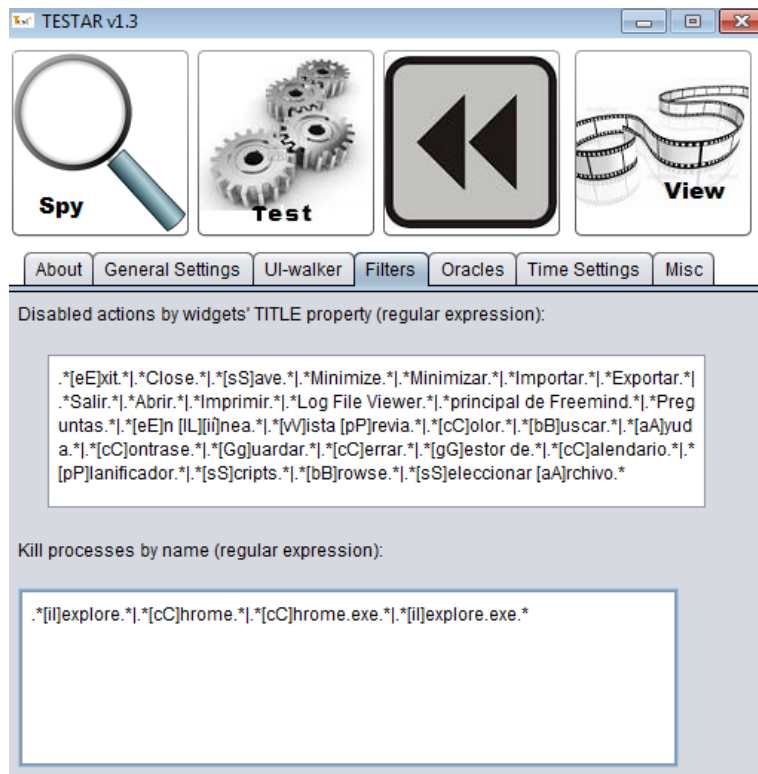 Test TESTAR v1.3
Spy
Test
View
About General Settings UI-walker Filters Oracles Time Settings Misc
Disabled actions by widgets' TITLE property (regular expression):
.*[eE]xit.*|.*Close.*|.*[sS]ave.*|.*Minimize.*|.*Minimizar.*|.*Importar.*|.*Exportar.*|
.*Salir.*|.*Abrir.*|.*Imprimir.*|.*Log File Viewer.*|.*principal de Freemind.*|.*Preg
untas.*|.*[eE]n [lL][ií]nea.*|.*[vV]ista [pP]revia.*|.*[cC]olor.*|.*[bB]uscar.*|.*[aA]yud
a.*|.*[cC]ontrase.*|.*[Gg]uardar.*|.*[cC]errar.*|.*[gG]estor de.*|.*[cC]alendario.*|.*
[pP]lanificador.*|.*[sS]cripts.*|.*[bB]rowse.*|.*[sS]eleccionar [aA]rchivo.*
Kill processes by name (regular expression):
.*[iI]explore.*|.*[cC]hrome.*|.*[cC]hrome.exe.*|.*[iI]explore.exe.*